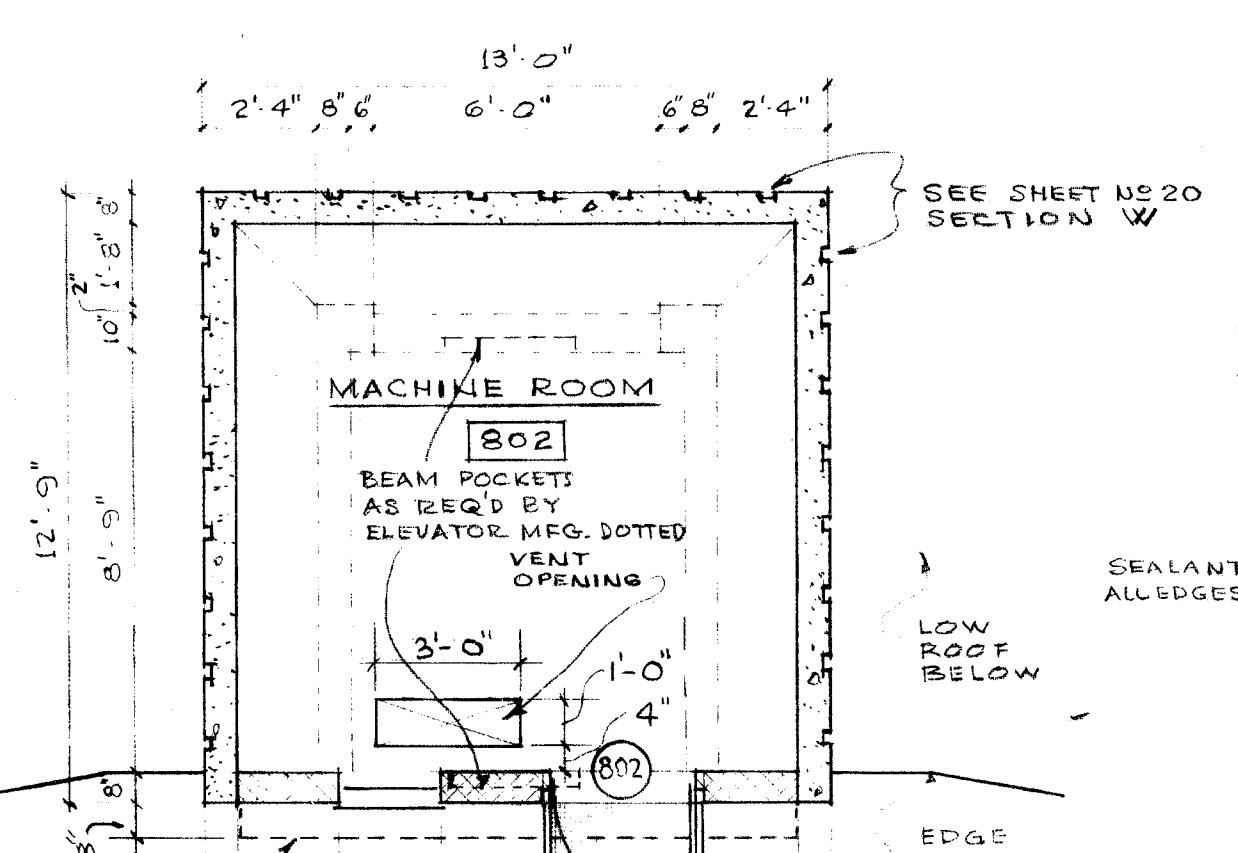 13'-0"
2'-4" 8" 6" 6'-0" 6" 8" 2'-4"
SEE SHEET Nº 20
SECTION W
8"
1'-8"
2"
10"
MACHINE ROOM
802
BEAM POCKETS
AS REQ'D BY
ELEVATOR MFG. DOTTED
VENT
OPENING
12'-9"
8'-9"
SEALANT
ALL EDGES
LOW
ROOF
BELOW
3'-0"
1'-0"
4"
802
8"
EDGE